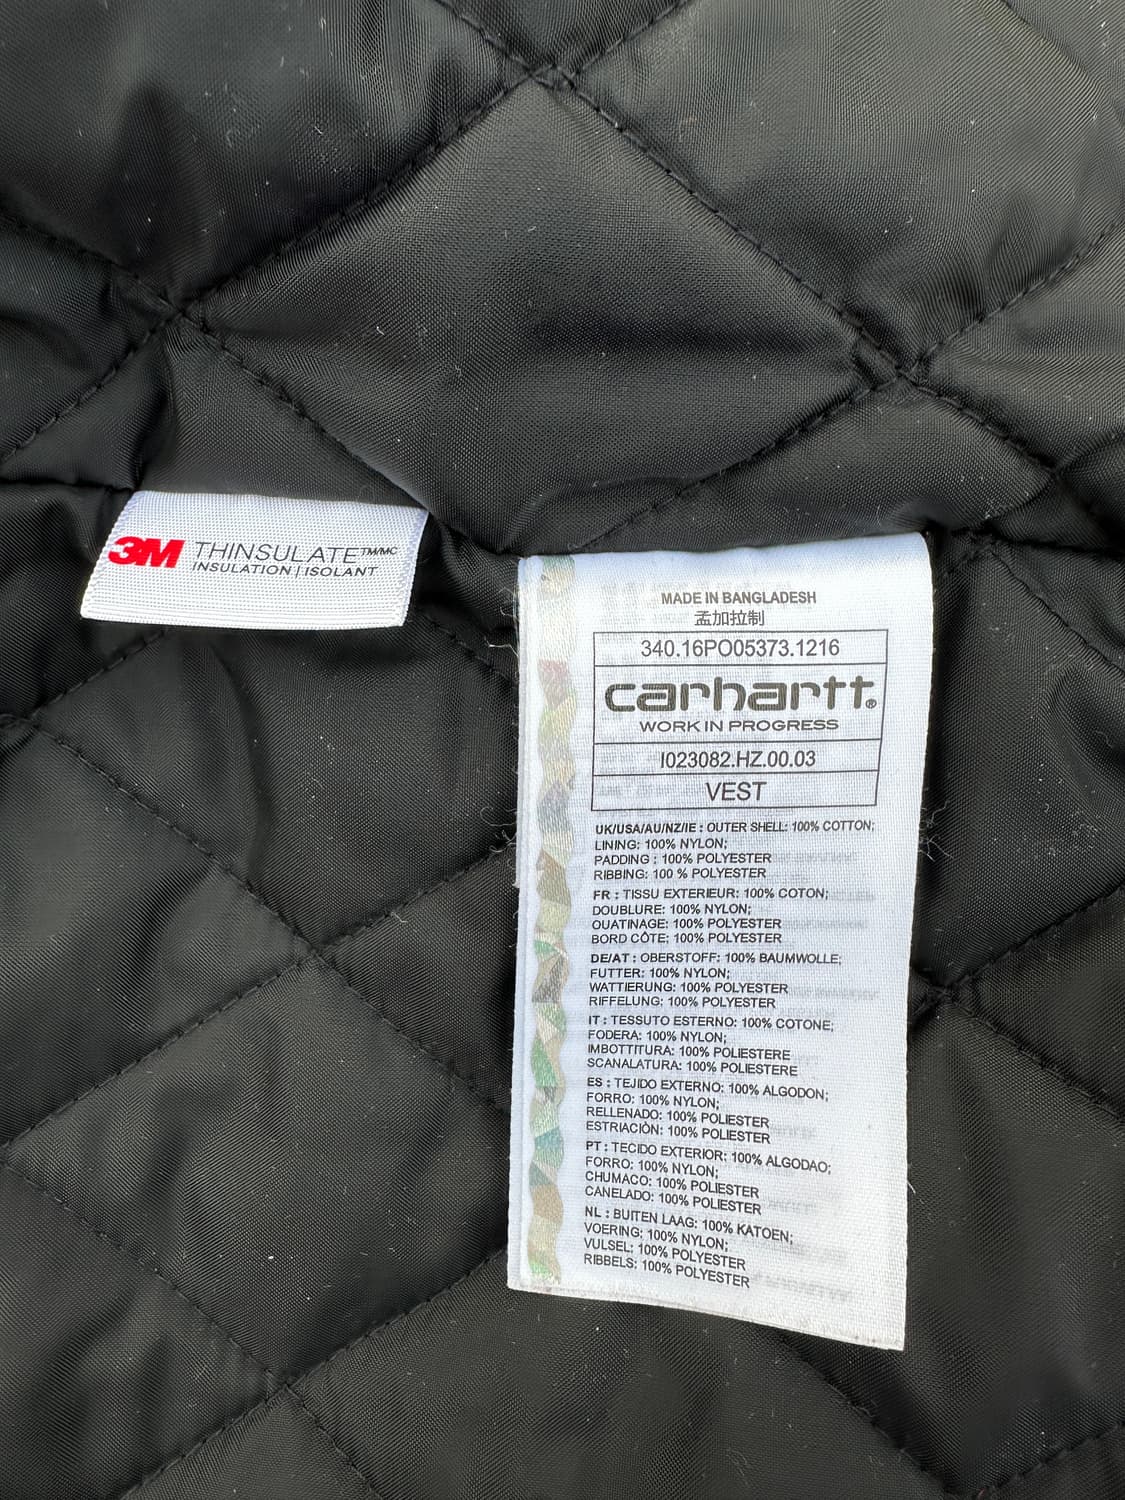 3M THINSULATE™/MC
INSULATION | ISOLANT
MADE IN BANGLADESH
孟加拉制
340.16PO05373.1216
carhartt®
WORK IN PROGRESS
I023082.HZ.00.03
VEST
UK/USA/AU/NZ/IE : OUTER SHELL: 100% COTTON;
LINING: 100% NYLON;
PADDING : 100% POLYESTER
RIBBING: 100 % POLYESTER
FR : TISSU EXTERIEUR: 100% COTON;
DOUBLURE: 100% NYLON;
OUATINAGE: 100% POLYESTER
BORD CÔTE: 100% POLYESTER
DE/AT : OBERSTOFF: 100% BAUMWOLLE;
FUTTER: 100% NYLON;
WATTIERUNG: 100% POLYESTER
RIFFELUNG: 100% POLYESTER
IT : TESSUTO ESTERNO: 100% COTONE;
FODERA: 100% NYLON;
IMBOTTITURA: 100% POLIESTERE
SCANALATURA: 100% POLIESTERE
ES : TEJIDO EXTERNO: 100% ALGODON;
FORRO: 100% NYLON;
RELLENADO: 100% POLIESTER
ESTRIACIÒN: 100% POLIESTER
PT : TECIDO EXTERIOR: 100% ALGODAO;
FORRO: 100% NYLON;
CHUMACO: 100% POLIESTER
CANELADO: 100% POLIESTER
NL : BUITEN LAAG: 100% KATOEN;
VOERING: 100% NYLON;
VULSEL: 100% POLYESTER
RIBBELS: 100% POLYESTER